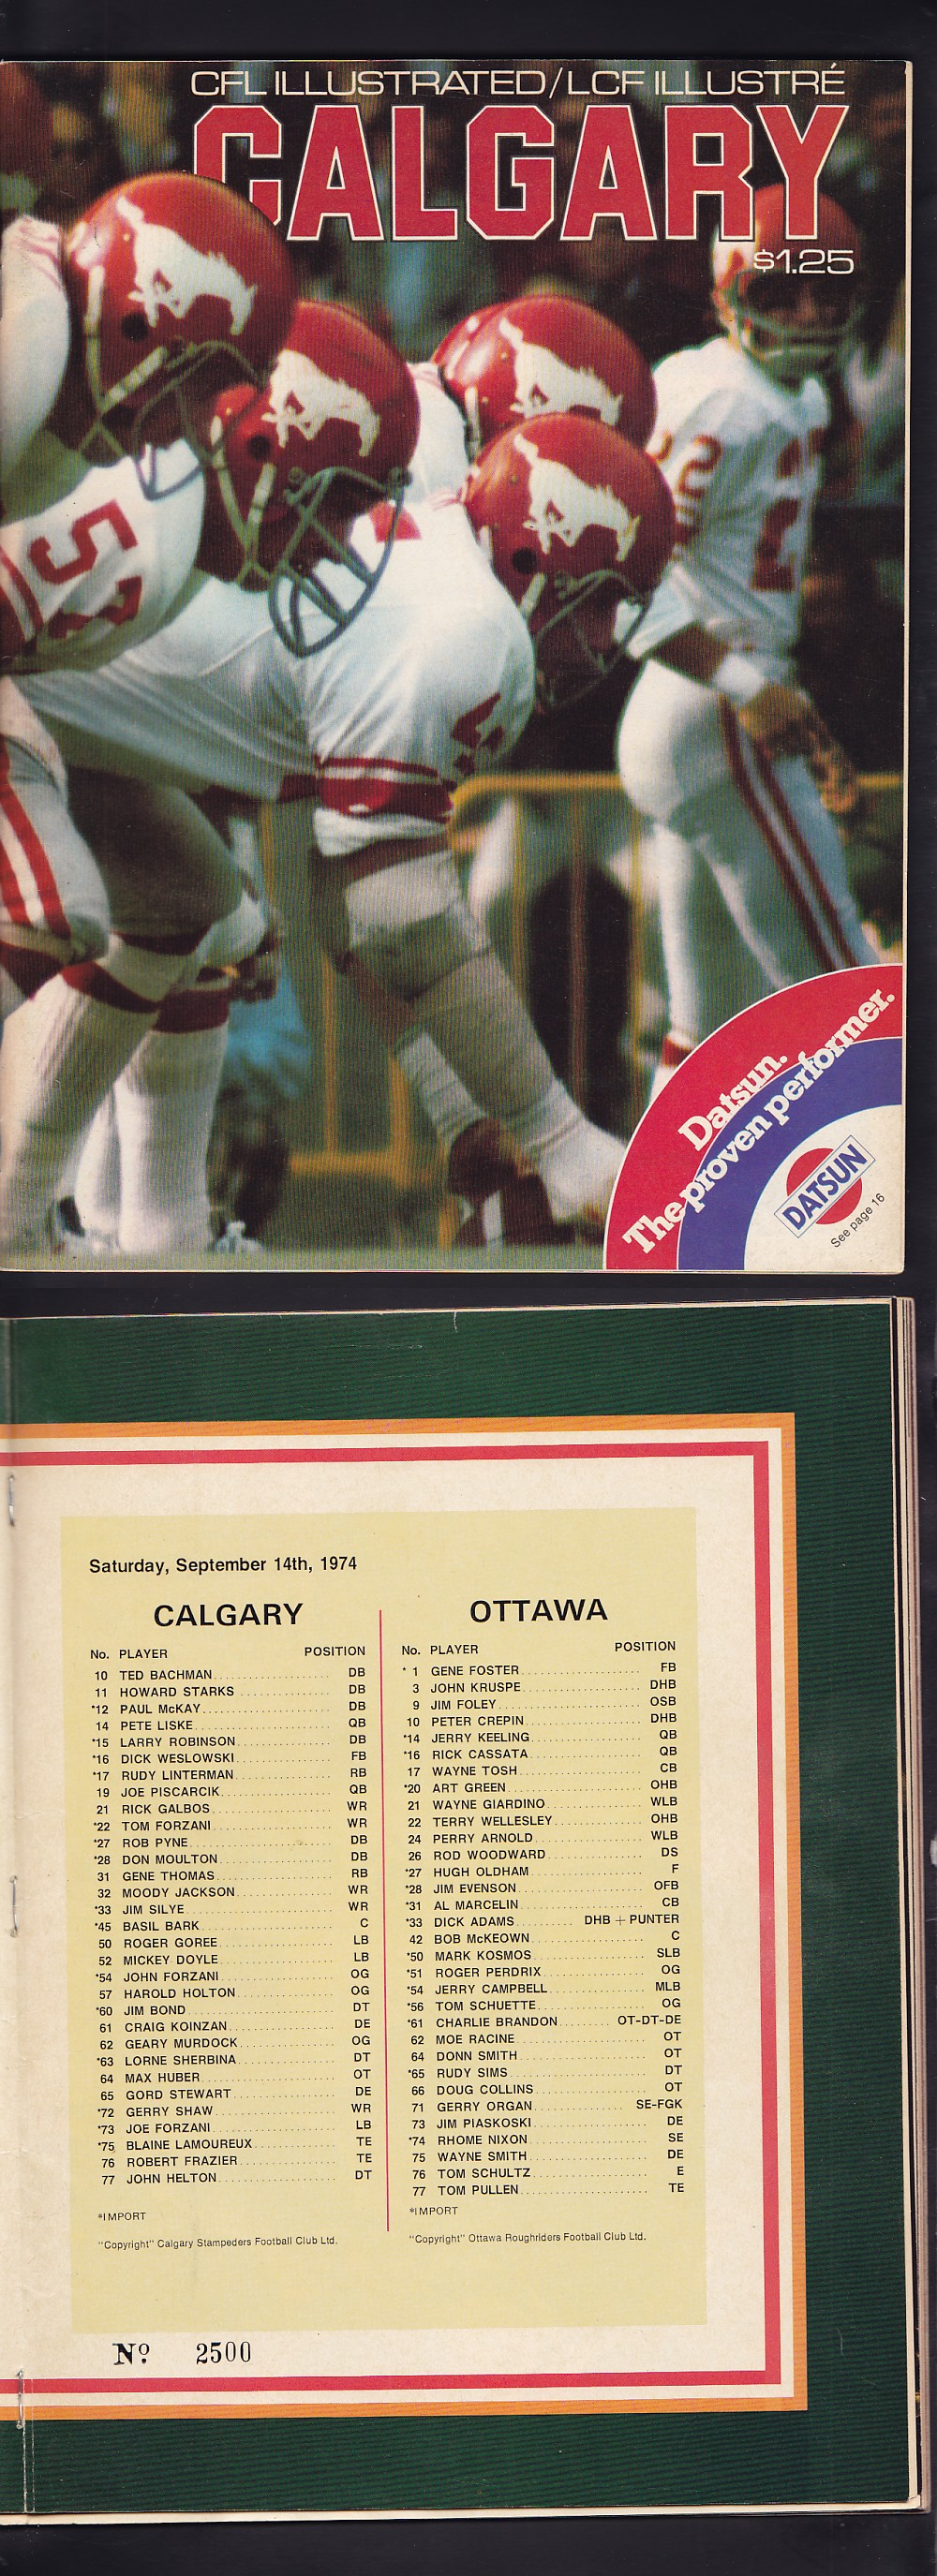 CFL ILLUSTRATED/LCF ILLUSTRÉ
CALGARY
$1.25
52
22
2
Datsun.
The proven performer.
DATSUN
See page 16
Saturday, September 14th, 1974
CALGARY
No. PLAYER POSITION
10 TED BACHMAN DB
11 HOWARD STARKS DB
*12 PAUL McKAY DB
14 PETE LISKE QB
*15 LARRY ROBINSON DB
*16 DICK WESLOWSKI FB
*17 RUDY LINTERMAN RB
19 JOE PISCARCIK QB
21 RICK GALBOS WR
*22 TOM FORZANI WR
*27 ROB PYNE DB
*28 DON MOULTON DB
31 GENE THOMAS RB
32 MOODY JACKSON WR
*33 JIM SILYE WR
*45 BASIL BARK C
50 ROGER GOREE LB
52 MICKEY DOYLE LB
*54 JOHN FORZANI OG
57 HAROLD HOLTON OG
*60 JIM BOND DT
61 CRAIG KOINZAN DE
62 GEARY MURDOCK OG
*63 LORNE SHERBINA DT
64 MAX HUBER OT
65 GORD STEWART DE
*72 GERRY SHAW WR
*73 JOE FORZANI LB
*75 BLAINE LAMOUREUX TE
76 ROBERT FRAZIER TE
77 JOHN HELTON DT
*IMPORT
"Copyright" Calgary Stampeders Football Club Ltd.
OTTAWA
No. PLAYER POSITION
* 1 GENE FOSTER FB
3 JOHN KRUSPE DHB
9 JIM FOLEY OSB
10 PETER CREPIN DHB
*14 JERRY KEELING QB
*16 RICK CASSATA QB
17 WAYNE TOSH CB
*20 ART GREEN OHB
21 WAYNE GIARDINO WLB
22 TERRY WELLESLEY OHB
24 PERRY ARNOLD WLB
26 ROD WOODWARD DS
*27 HUGH OLDHAM F
*28 JIM EVENSON OFB
*31 AL MARCELIN CB
*33 DICK ADAMS DHB + PUNTER
42 BOB McKEOWN C
*50 MARK KOSMOS SLB
*51 ROGER PERDRIX OG
*54 JERRY CAMPBELL MLB
*56 TOM SCHUETTE OG
*61 CHARLIE BRANDON OT-DT-DE
62 MOE RACINE OT
64 DONN SMITH OT
*65 RUDY SIMS DT
66 DOUG COLLINS OT
71 GERRY ORGAN SE-FGK
73 JIM PIASKOSKI DE
*74 RHOME NIXON SE
75 WAYNE SMITH DE
76 TOM SCHULTZ E
77 TOM PULLEN TE
*IMPORT
"Copyright" Ottawa Roughriders Football Club Ltd.
Nº 2500